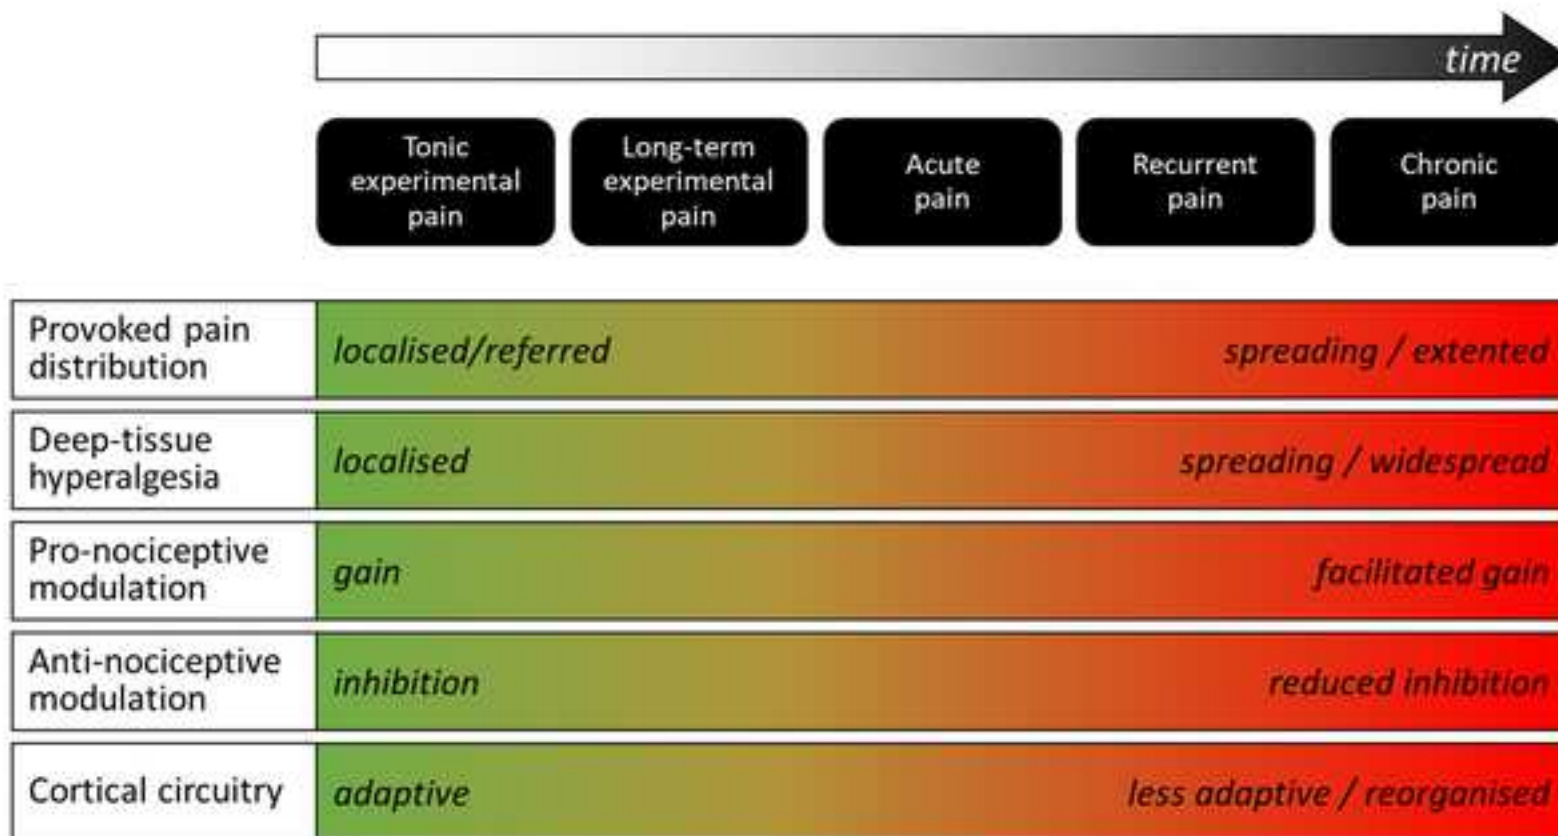 time
Tonic
experimental
pain
Long-term
experimental
pain
Acute
pain
Recurrent
pain
Chronic
pain
Provoked pain
distribution
localised/referred
spreading / extented
Deep-tissue
hyperalgesia
localised
spreading / widespread
Pro-nociceptive
modulation
gain
facilitated gain
Anti-nociceptive
modulation
inhibition
reduced inhibition
Cortical circuitry
adaptive
less adaptive / reorganised